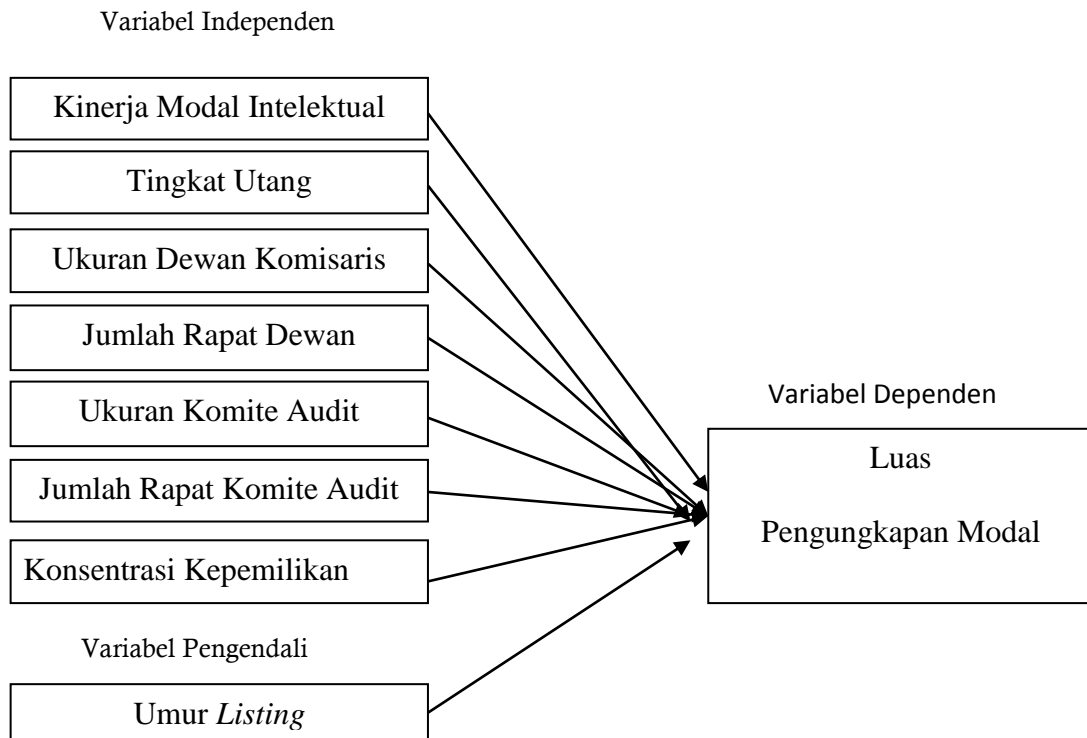 Variabel Independen
Kinerja Modal Intelektual
Tingkat Utang
Ukuran Dewan Komisaris
Jumlah Rapat Dewan
Ukuran Komite Audit
Jumlah Rapat Komite Audit
Konsentrasi Kepemilikan
Variabel Pengendali
Umur Listing
Variabel Dependen
Luas
Pengungkapan Modal